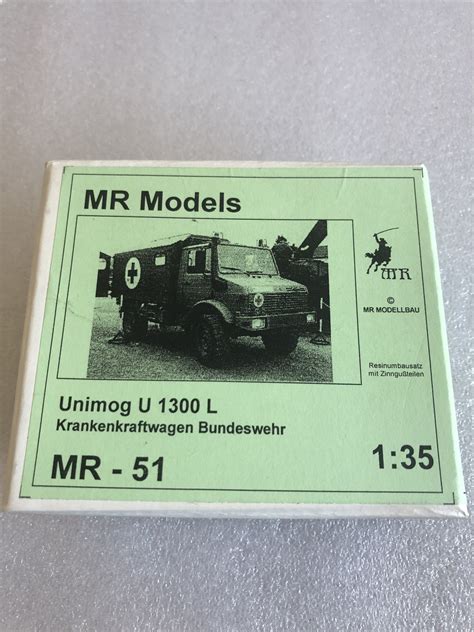 MR Models
MR
©
MR MODELLBAU
Resinumbausatz
mit Zinngußteilen
Unimog U 1300 L
Krankenkraftwagen Bundeswehr
MR - 51
1:35